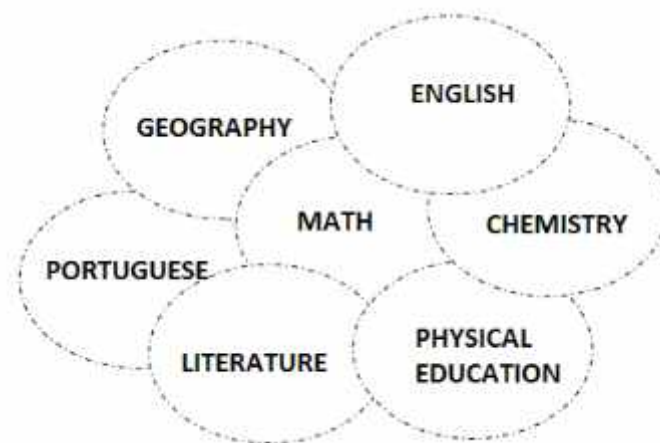 ENGLISH
GEOGRAPHY
MATH
CHEMISTRY
PORTUGUESE
LITERATURE
PHYSICAL
EDUCATION